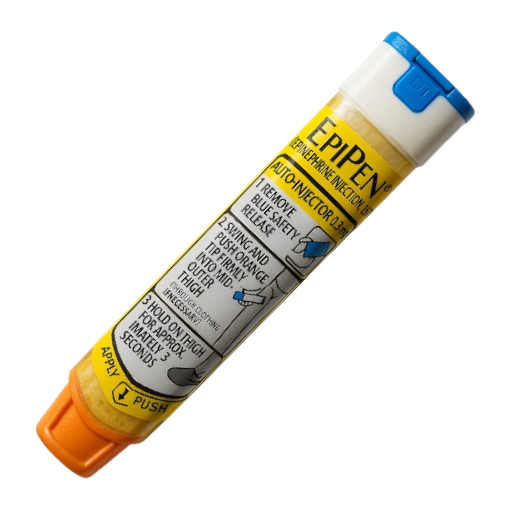 EPIPEN®
(EPINEPHRINE INJECTION,
AUTO-INJECTOR 0.3 mg
1 REMOVE
BLUE SAFETY
RELEASE
2 SWING AND
PUSH ORANGE
TIP FIRMLY
INTO MID-
OUTER
THIGH
(THROUGH CLOTHING
IF NECESSARY)
3 HOLD ON THIGH
FOR APPROX-
IMATELY 3
SECONDS
APPLY
PUSH